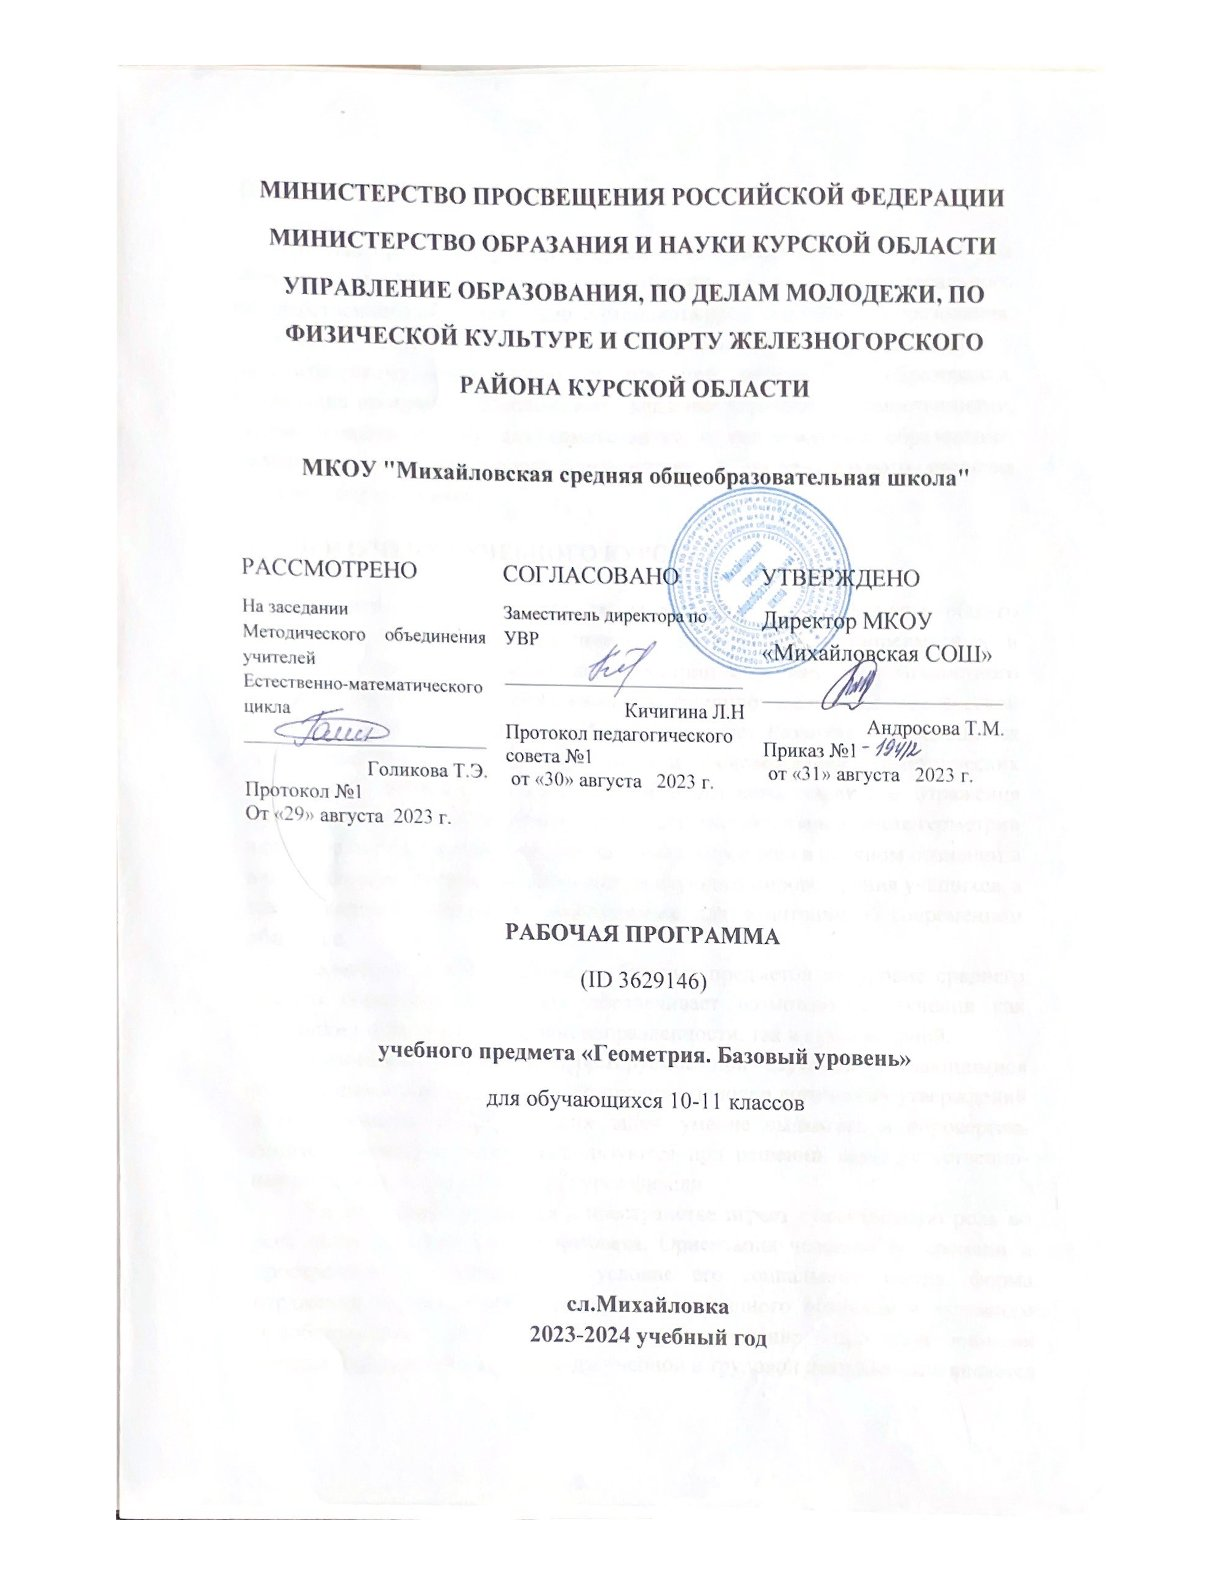 МИНИСТЕРСТВО ПРОСВЕЩЕНИЯ РОССИЙСКОЙ ФЕДЕРАЦИИ
МИНИСТЕРСТВО ОБРАЗАНИЯ И НАУКИ КУРСКОЙ ОБЛАСТИ
УПРАВЛЕНИЕ ОБРАЗОВАНИЯ, ПО ДЕЛАМ МОЛОДЕЖИ, ПО
ФИЗИЧЕСКОЙ КУЛЬТУРЕ И СПОРТУ ЖЕЛЕЗНОГОРСКОГО
РАЙОНА КУРСКОЙ ОБЛАСТИ
МКОУ "Михайловская средняя общеобразовательная школа"
РАССМОТРЕНО
На заседании
Методического объединения
учителей
Естественно-математического
цикла
Голикова Т.Э.
Протокол №1
От «29» августа 2023 г.
СОГЛАСОВАНО
Заместитель директора по
УВР
Кичигина Л.Н
Протокол педагогического
совета №1
от «30» августа 2023 г.
УТВЕРЖДЕНО
Директор МКОУ
«Михайловская СОШ»
Андросова Т.М.
Приказ №1 - 194/2
от «31» августа 2023 г.
Михайловская
средняя
общеобразовательная
школа
РАБОЧАЯ ПРОГРАММА
(ID 3629146)
учебного предмета «Геометрия. Базовый уровень»
для обучающихся 10-11 классов
сл.Михайловка
2023-2024 учебный год